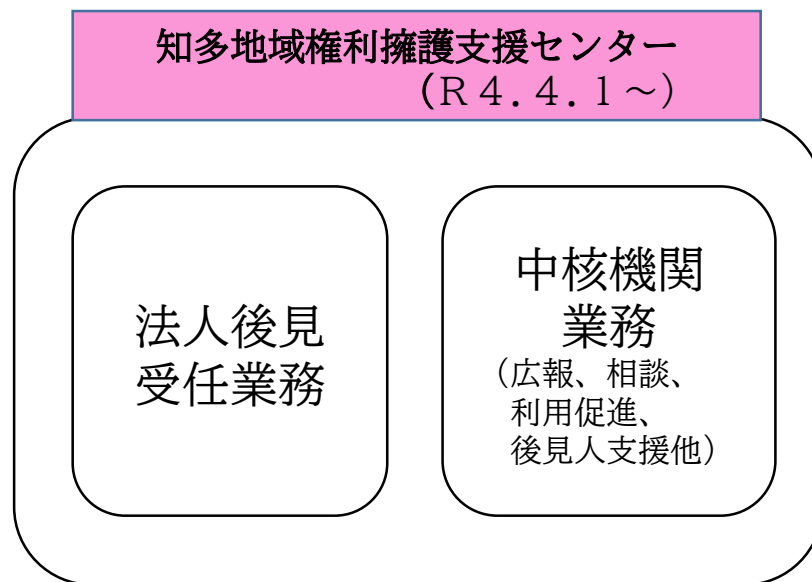 知多地域権利擁護支援センター
（Ｒ４.４.１～）
法人後見
受任業務
中核機関
業務
（広報、相談、
利用促進、
後見人支援他）